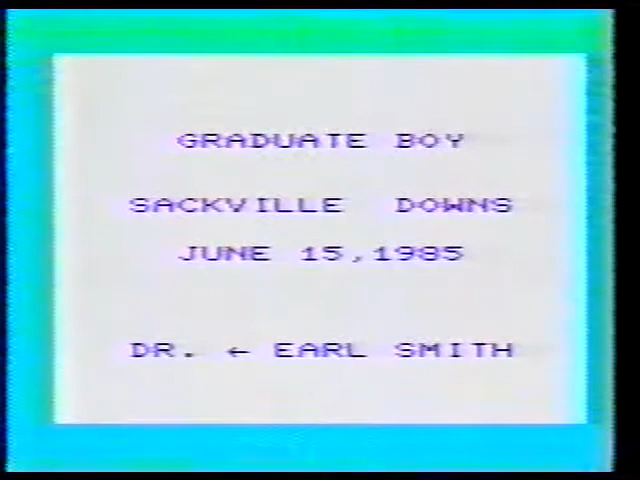 GRADUATE BOY
SACKVILLE DOWNS
JUNE 15,1985
DR. ← EARL SMITH